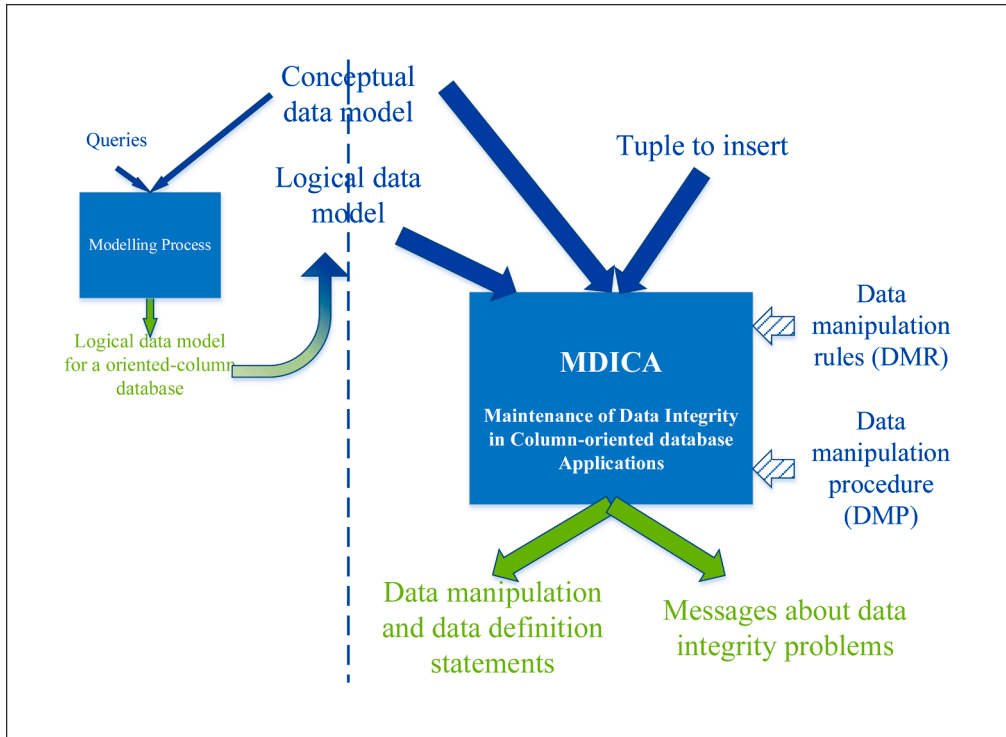 Conceptual
data model
Queries
Tuple to insert
Logical data
model
Modelling Process
Logical data model
for a oriented-column
database
MDICA
Maintenance of Data Integrity
in Column-oriented database
Applications
Data
manipulation
rules (DMR)
Data
manipulation
procedure
(DMP)
Data manipulation
and data definition
statements
Messages about data
integrity problems